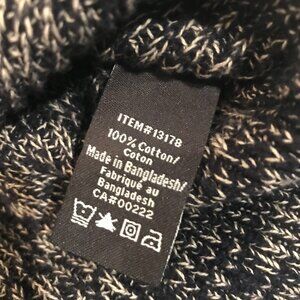 ITEM#13178
100% Cotton/
Coton
Made in Bangladesh/
Fabriqué au
Bangladesh
CA#00222